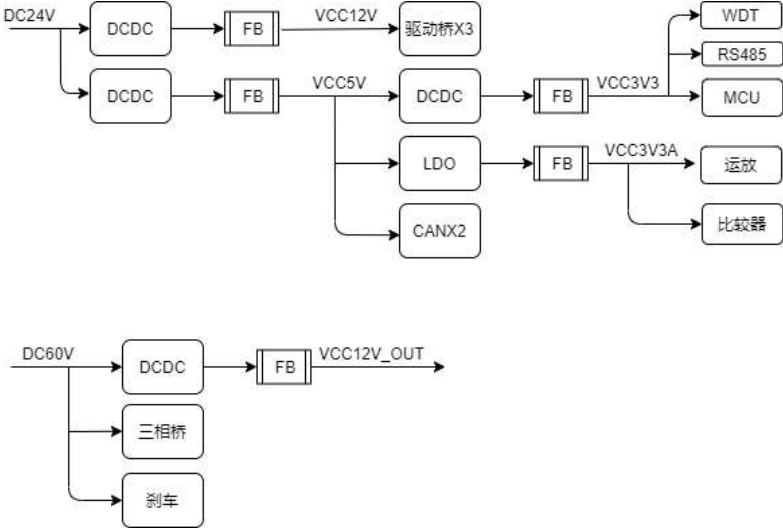 DC24V
DCDC
FB
VCC12V
驱动桥X3
WDT
RS485
DCDC
FB
VCC5V
DCDC
FB
VCC3V3
MCU
LDO
FB
VCC3V3A
运放
CANX2
比较器
DC60V
DCDC
FB
VCC12V_OUT
三相桥
刹车